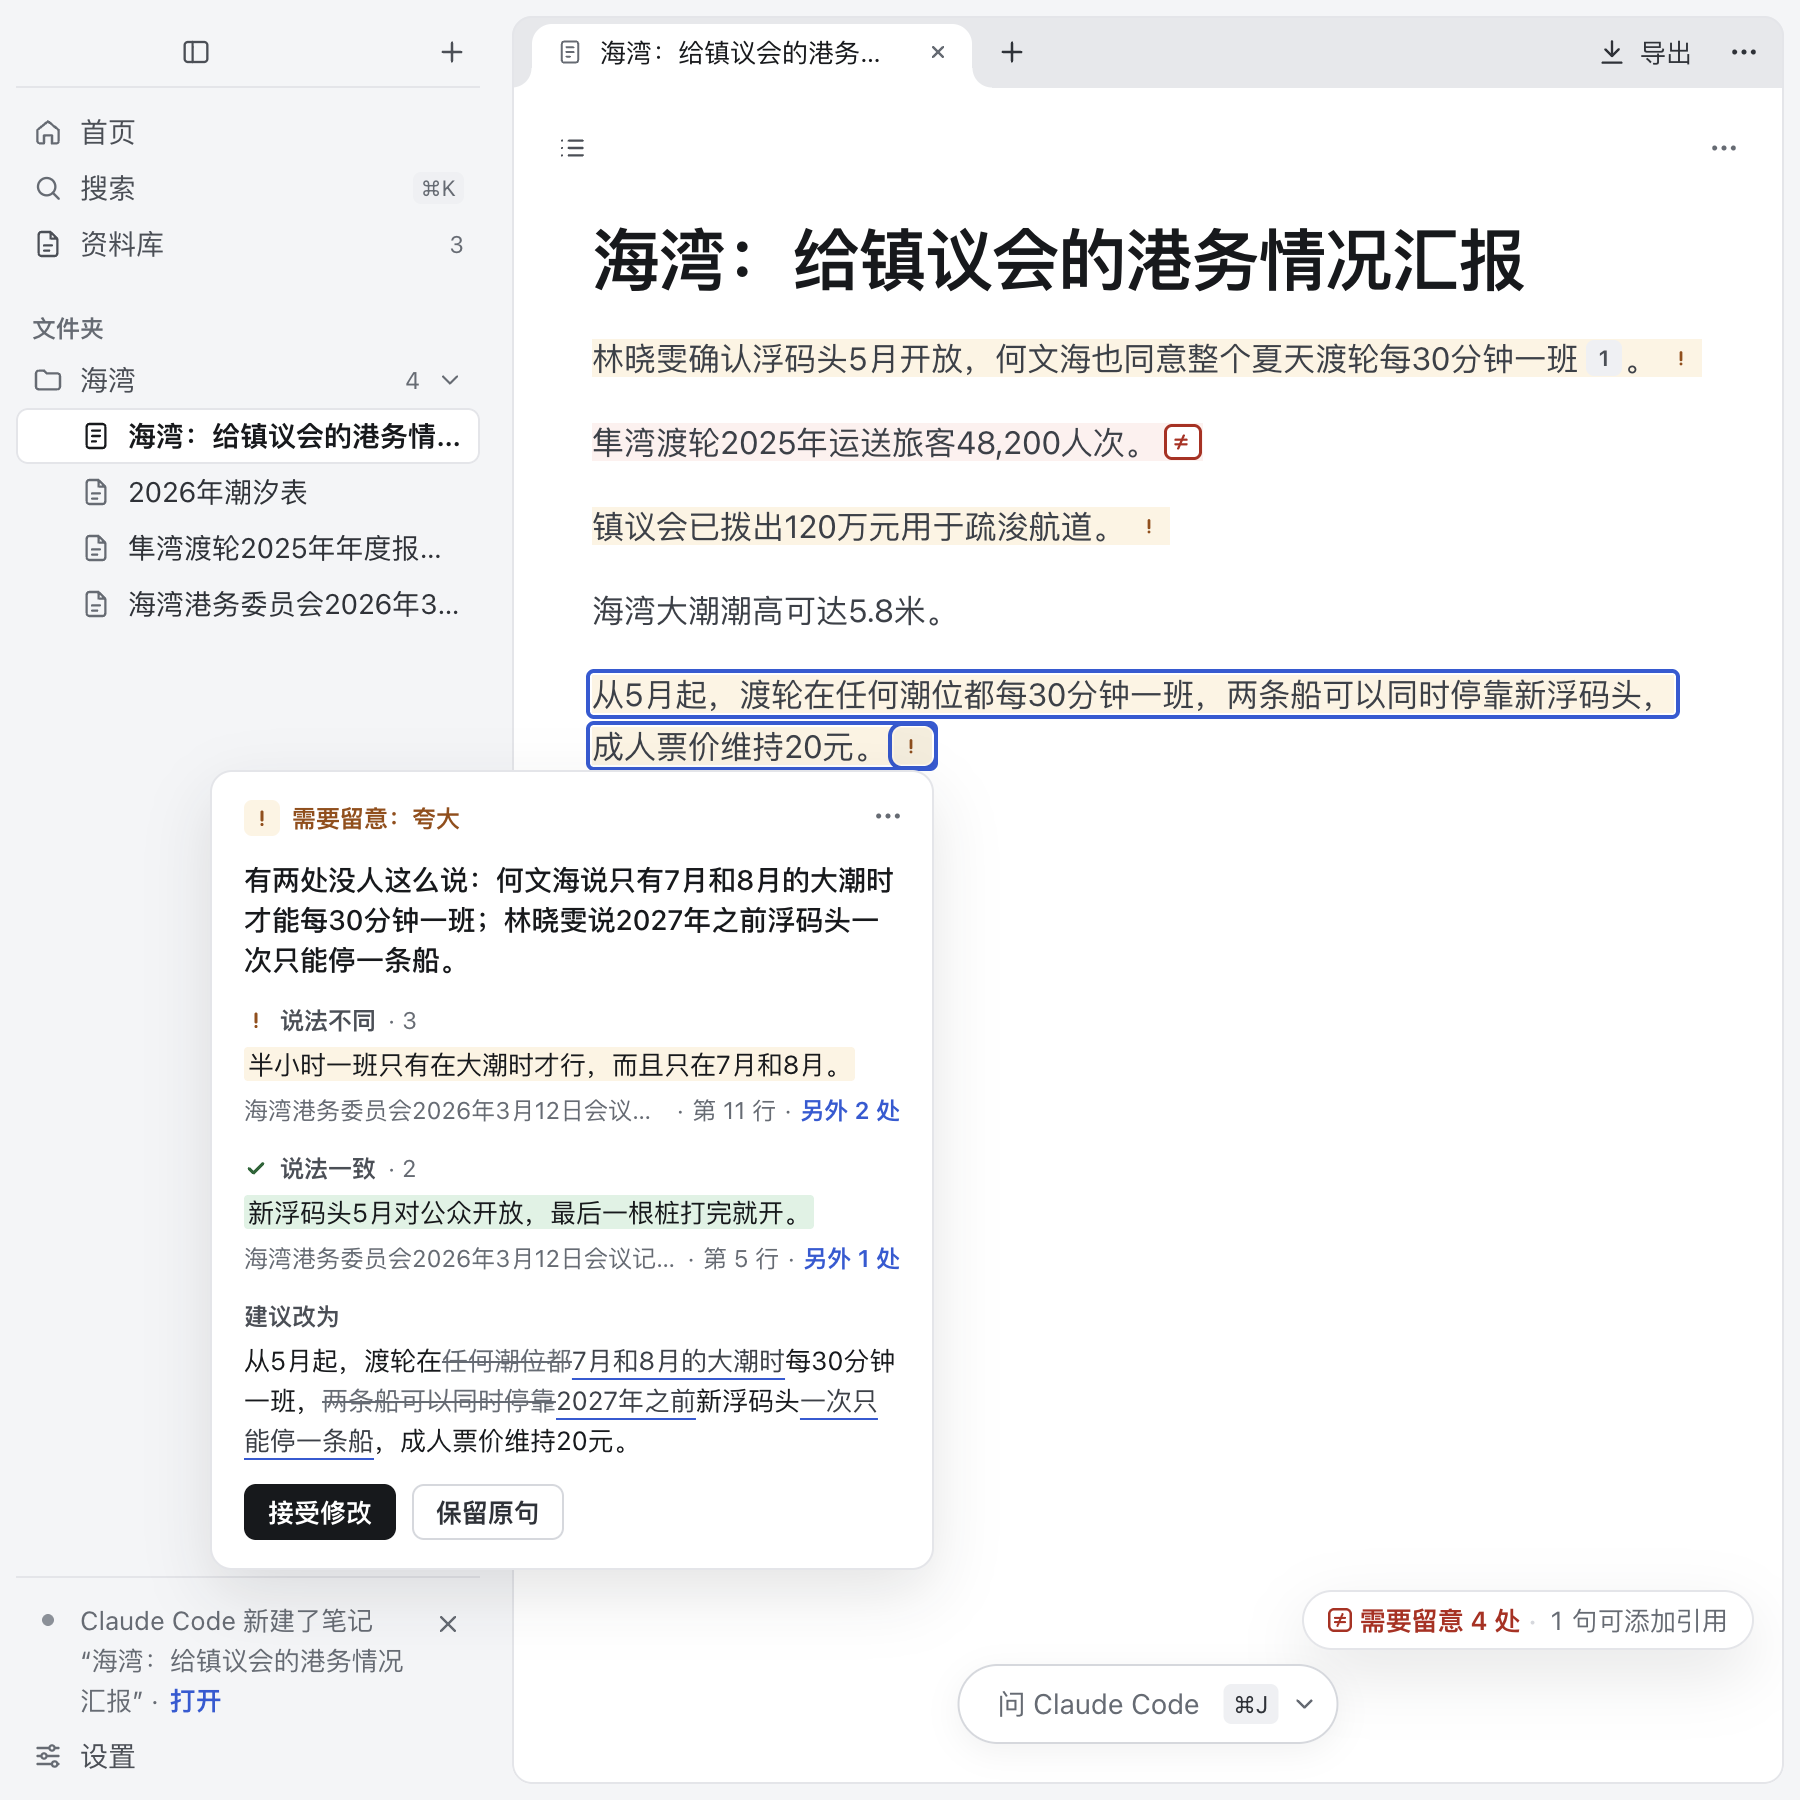 海湾：给镇议会的港务...
导出
首页
搜索 ⌘K
资料库 3
文件夹
海湾 4
海湾：给镇议会的港务情...
2026年潮汐表
隼湾渡轮2025年年度报...
海湾港务委员会2026年3...
海湾：给镇议会的港务情况汇报
林晓雯确认浮码头5月开放，何文海也同意整个夏天渡轮每30分钟一班 1 。 !
隼湾渡轮2025年运送旅客48,200人次。 ≠
镇议会已拨出120万元用于疏浚航道。 !
海湾大潮潮高可达5.8米。
从5月起，渡轮在任何潮位都每30分钟一班，两条船可以同时停靠新浮码头，
成人票价维持20元。 !
! 需要留意：夸大
有两处没人这么说：何文海说只有7月和8月的大潮时
才能每30分钟一班；林晓雯说2027年之前浮码头一
次只能停一条船。
! 说法不同 · 3
半小时一班只有在大潮时才行，而且只在7月和8月。
海湾港务委员会2026年3月12日会议... · 第 11 行 · 另外 2 处
说法一致 · 2
新浮码头5月对公众开放，最后一根桩打完就开。
海湾港务委员会2026年3月12日会议记... · 第 5 行 · 另外 1 处
建议改为
从5月起，渡轮在任何潮位都7月和8月的大潮时每30分钟
一班，两条船可以同时停靠2027年之前新浮码头一次只
能停一条船，成人票价维持20元。
接受修改 保留原句
Claude Code 新建了笔记
“海湾：给镇议会的港务情况
汇报” · 打开
设置
≠ 需要留意 4 处 · 1 句可添加引用
问 Claude Code ⌘J